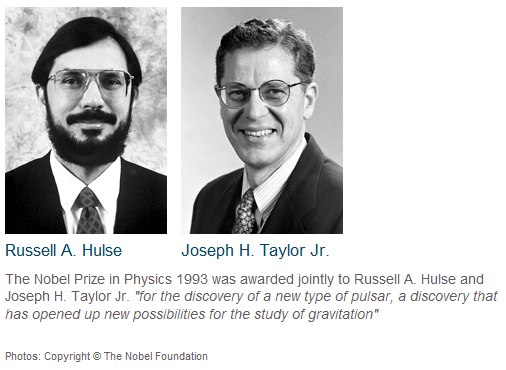 Russell A. Hulse
Joseph H. Taylor Jr.
The Nobel Prize in Physics 1993 was awarded jointly to Russell A. Hulse and
Joseph H. Taylor Jr. "for the discovery of a new type of pulsar, a discovery that
has opened up new possibilities for the study of gravitation"
Photos: Copyright © The Nobel Foundation